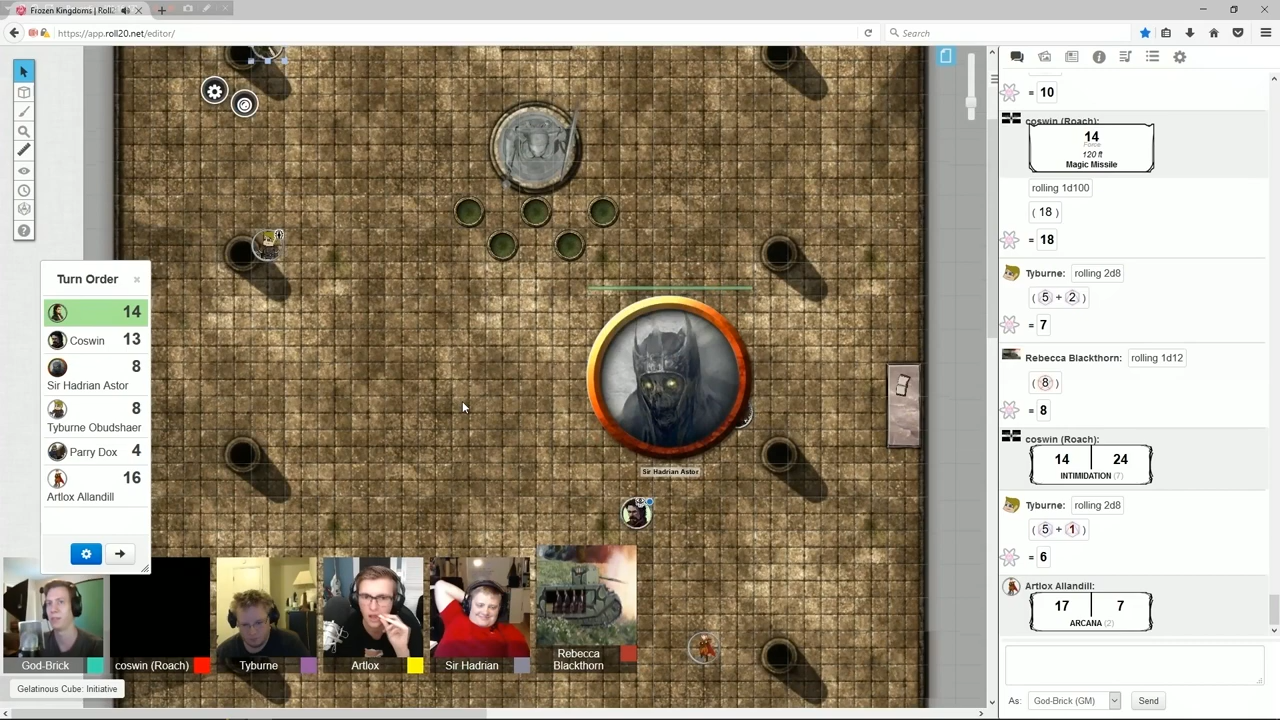 Frozen Kingdoms | Roll2
https://app.roll20.net/editor/
Search
Turn Order
14
Coswin 13
8
Sir Hadrian Astor
8
Tyburne Obudshaer
Parry Dox 4
16
Artlox Allandill
Sir Hadrian Astor
God-Brick
coswin (Roach)
Tyburne
Artlox
Sir Hadrian
Rebecca
Blackthorn
Gelatinous Cube: Initiative
= 10
coswin (Roach):
14
Force
120 ft
Magic Missile
rolling 1d100
( 18 )
= 18
Tyburne: rolling 2d8
( 5 + 2 )
= 7
Rebecca Blackthorn: rolling 1d12
( 8 )
= 8
coswin (Roach):
14 24
INTIMIDATION (7)
Tyburne: rolling 2d8
( 5 + 1 )
= 6
Artlox Allandill:
17 7
ARCANA (2)
As: God-Brick (GM) Send